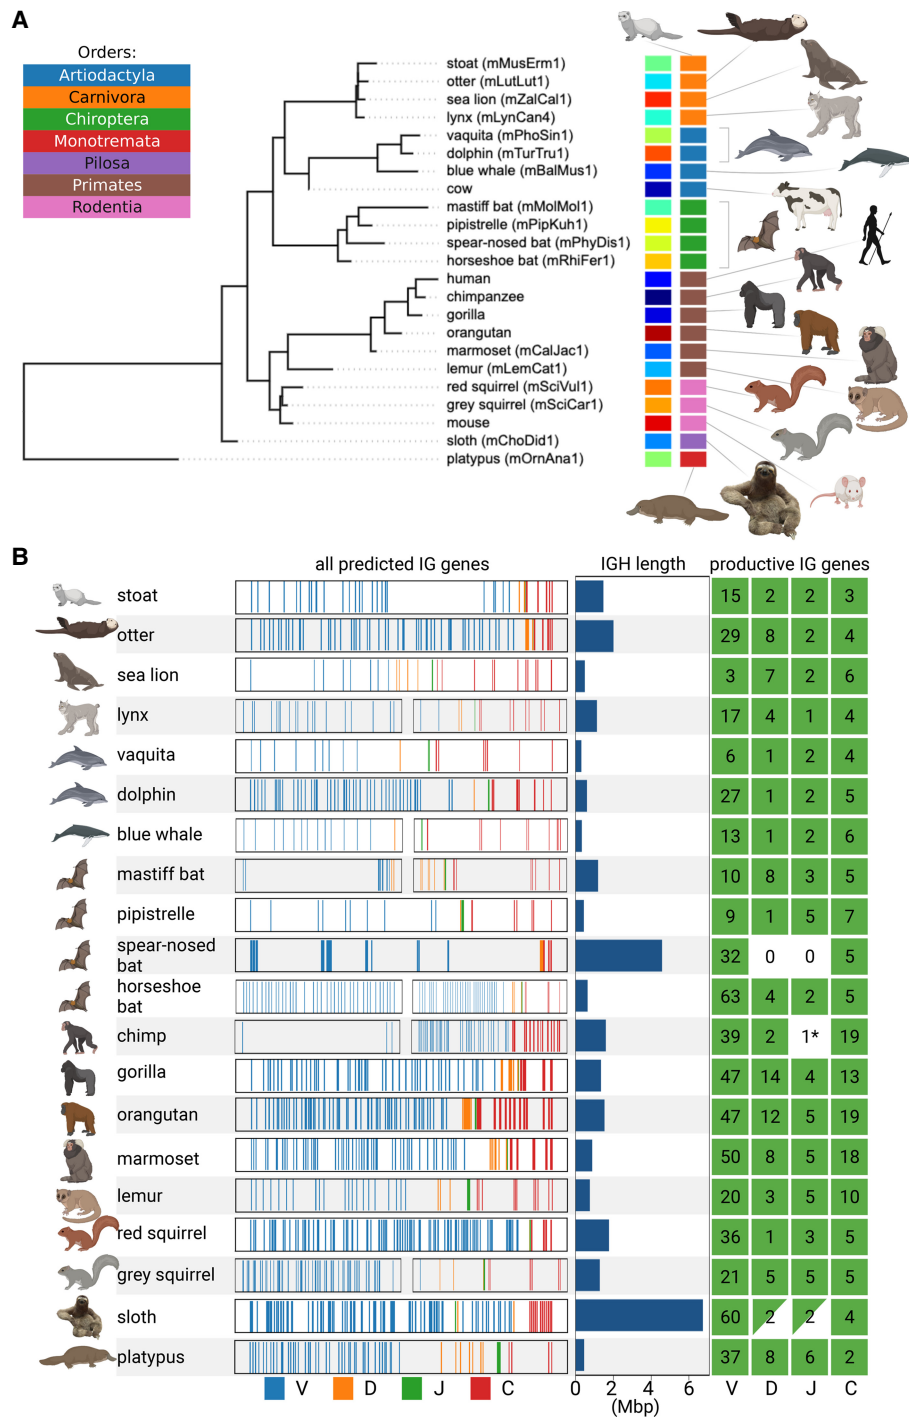 A
Orders:
Artiodactyla
Carnivora
Chiroptera
Monotremata
Pilosa
Primates
Rodentia
stoat (mMusErm1)
otter (mLutLut1)
sea lion (mZalCal1)
lynx (mLynCan4)
vaquita (mPhoSin1)
dolphin (mTurTru1)
blue whale (mBalMus1)
cow
mastiff bat (mMolMol1)
pipistrelle (mPipKuh1)
spear-nosed bat (mPhyDis1)
horseshoe bat (mRhiFer1)
human
chimpanzee
gorilla
orangutan
marmoset (mCalJac1)
lemur (mLemCat1)
red squirrel (mSciVul1)
grey squirrel (mSciCar1)
mouse
sloth (mChoDid1)
platypus (mOrnAna1)
B
all predicted IG genes IGH length productive IG genes
stoat 15 2 2 3
otter 29 8 2 4
sea lion 3 7 2 6
lynx 17 4 1 4
vaquita 6 1 2 4
dolphin 27 1 2 5
blue whale 13 1 2 6
mastiff bat 10 8 3 5
pipistrelle 9 1 5 7
spear-nosed
bat 32 0 0 5
horseshoe
bat 63 4 2 5
chimp 39 2 1* 19
gorilla 47 14 4 13
orangutan 47 12 5 19
marmoset 50 8 5 18
lemur 20 3 5 10
red squirrel 36 1 3 5
grey squirrel 21 5 5 5
sloth 60 2 2 4
platypus 37 8 6 2
V D J C 0 2 4 6 V D J C
(Mbp)